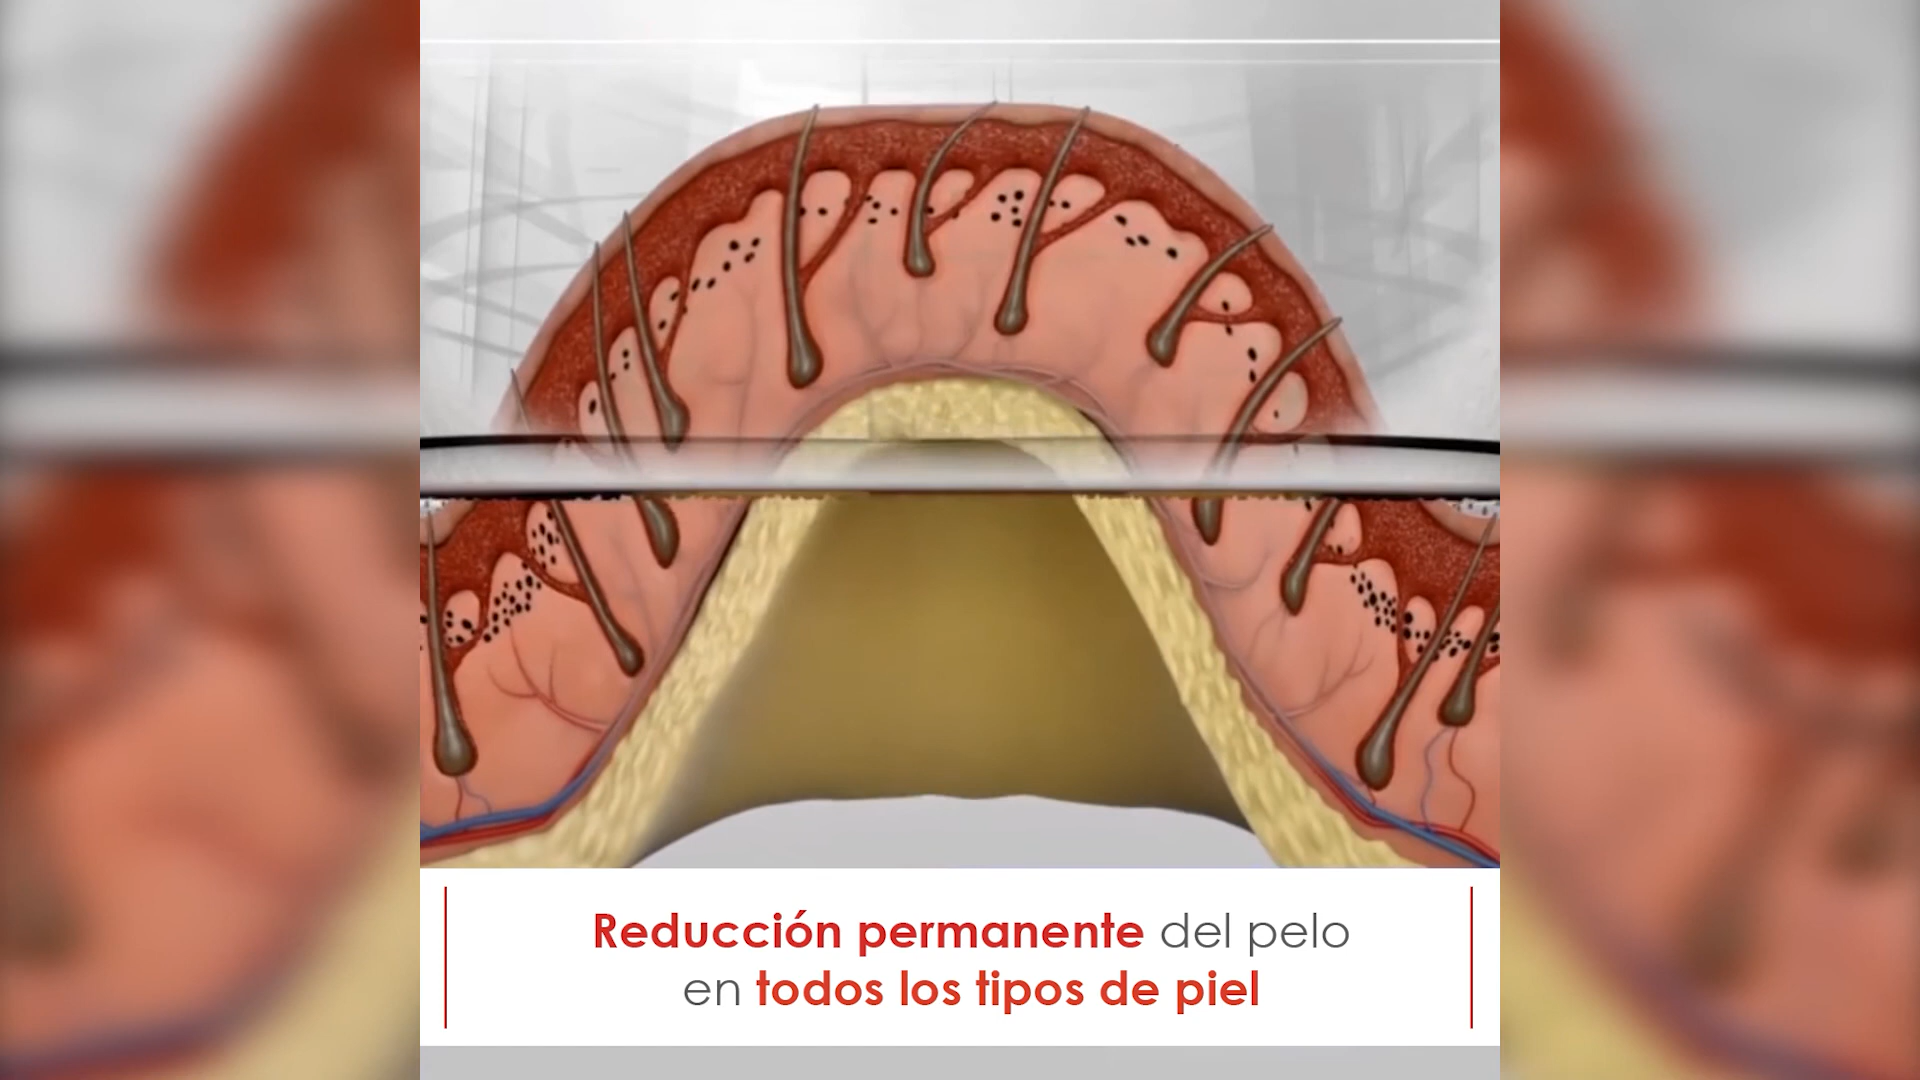 Reducción permanente del pelo
en todos los tipos de piel